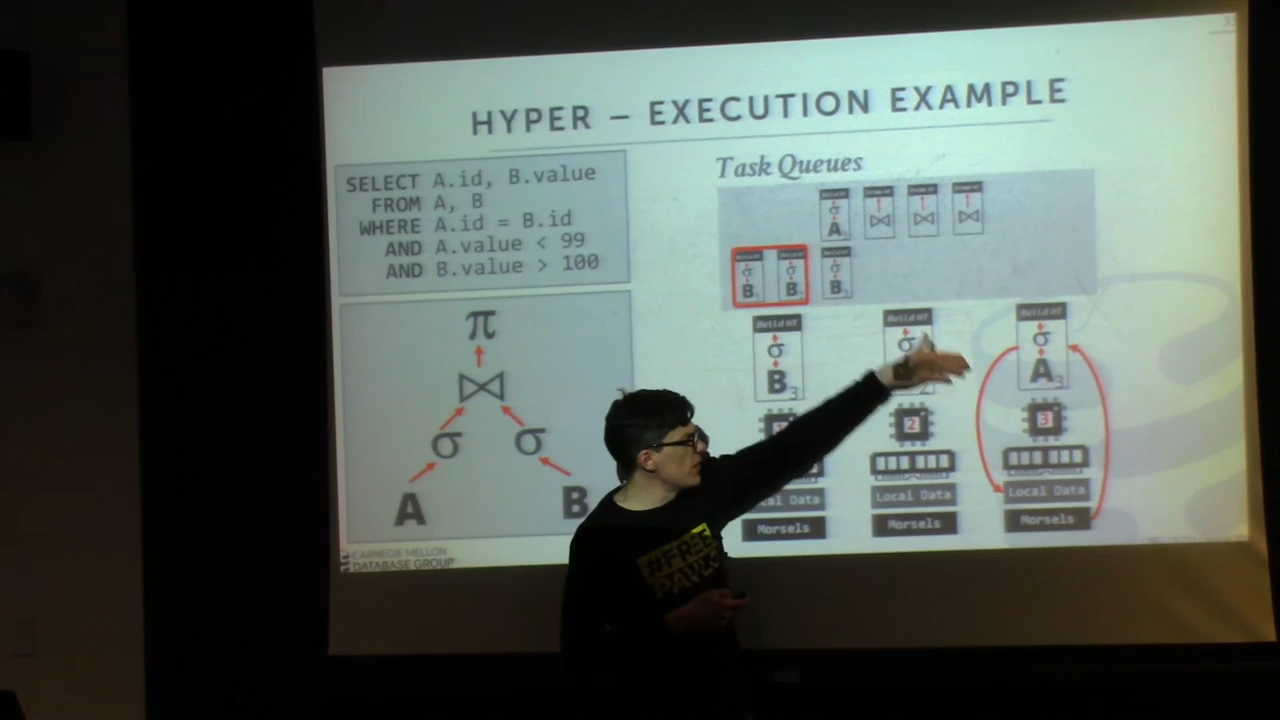 HYPER – EXECUTION EXAMPLE
SELECT A.id, B.value
FROM A, B
WHERE A.id = B.id
AND A.value < 99
AND B.value > 100
Task Queues
σ
A
⋈ ⋈ ⋈
σ σ σ
B B B
π
⋈
σ σ
A B
Build HT Build HT Build HT
σ σ σ
B3 A3
2 3
Local Data Local Data
Morsels Morsels Morsels
CARNEGIE MELLON
DATABASE GROUP
#FREE
PAVLO